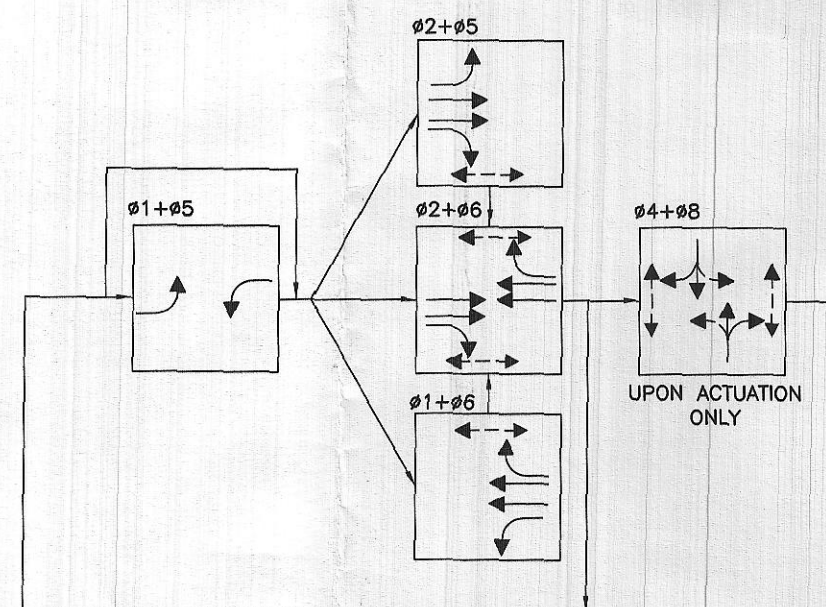 ø2+ø5
ø1+ø5
ø2+ø6
ø4+ø8
UPON ACTUATION
ONLY
ø1+ø6